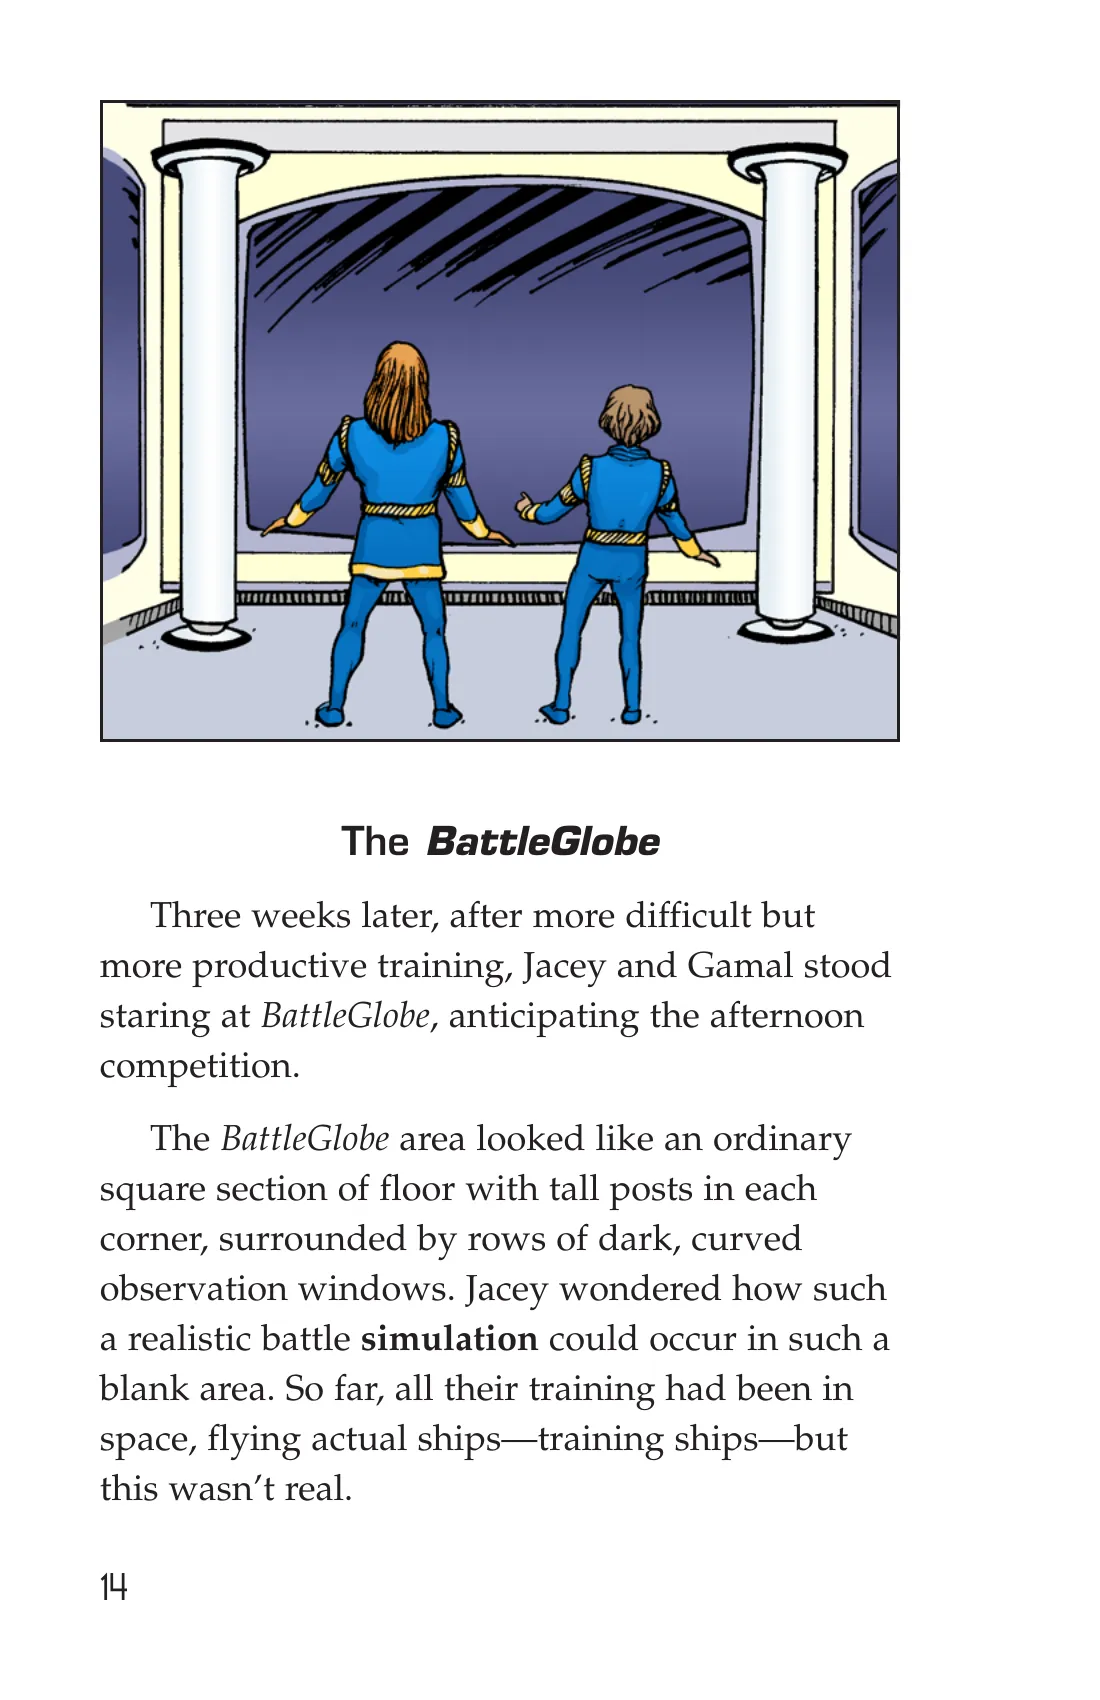 The BattleGlobe
Three weeks later, after more difficult but
more productive training, Jacey and Gamal stood
staring at BattleGlobe, anticipating the afternoon
competition.
The BattleGlobe area looked like an ordinary
square section of floor with tall posts in each
corner, surrounded by rows of dark, curved
observation windows. Jacey wondered how such
a realistic battle simulation could occur in such a
blank area. So far, all their training had been in
space, flying actual ships—training ships—but
this wasn’t real.
14